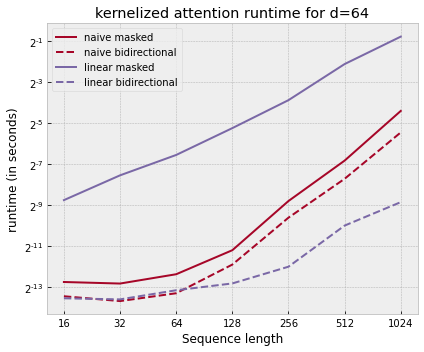 kernelized attention runtime for d=64
naive masked
naive bidirectional
linear masked
linear bidirectional
runtime (in seconds)
2⁻¹
2⁻³
2⁻⁵
2⁻⁷
2⁻⁹
2⁻¹¹
2⁻¹³
16 32 64 128 256 512 1024
Sequence length